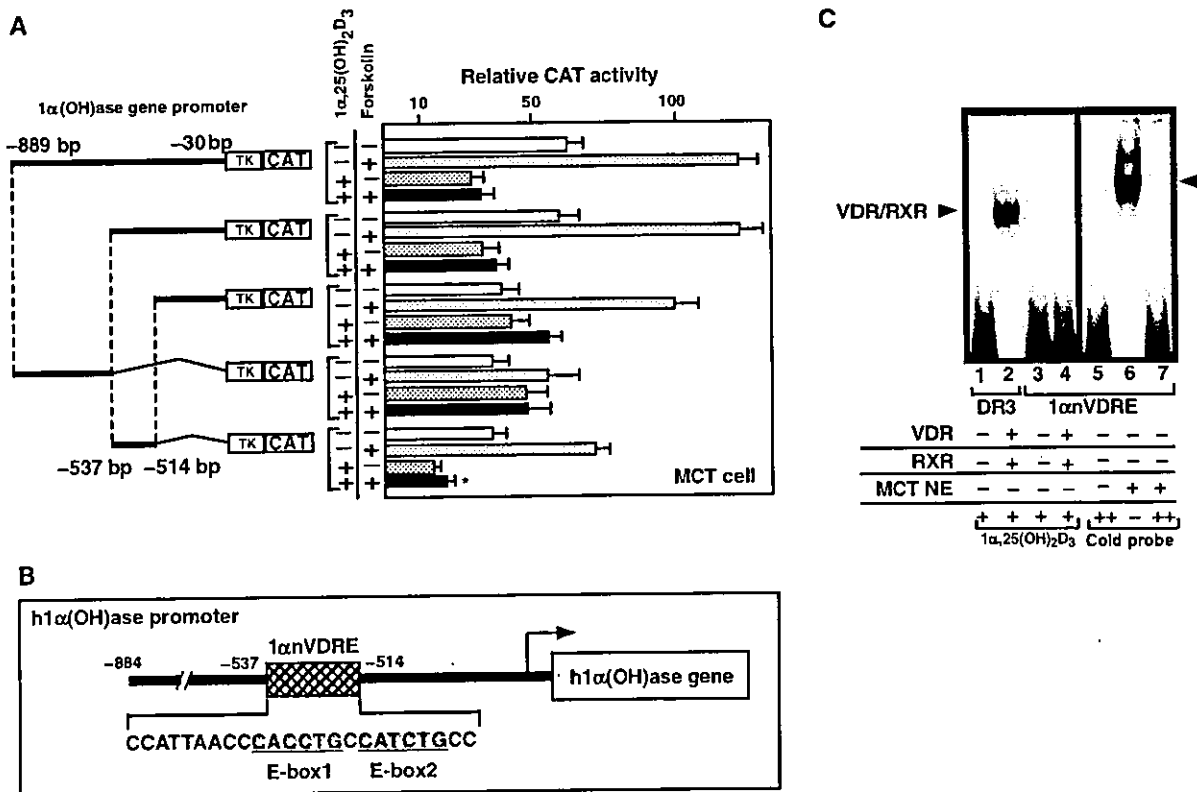 A
1α,25(OH)2D3
Forskolin
Relative CAT activity
10 50 100
1α(OH)ase gene promoter
−889 bp −30 bp
TK CAT
− −
− +
+ −
+ +
TK CAT
− −
− +
+ −
+ +
TK CAT
− −
− +
+ −
+ +
TK CAT
− −
− +
+ −
+ +
TK CAT
− −
− +
+ −
+ + *
−537 bp −514 bp
MCT cell
B
h1α(OH)ase promoter
1αnVDRE
−884 −537 −514
h1α(OH)ase gene
CCATTAACCCACCTGCCATCTGCC
E-box1 E-box2
C
VDR/RXR
1 2 3 4 5 6 7
DR3 1αnVDRE
VDR − + − + − − −
RXR − + − + − − −
MCT NE − − − − − + +
+ + + + ++ − ++
1α,25(OH)2D3 Cold probe